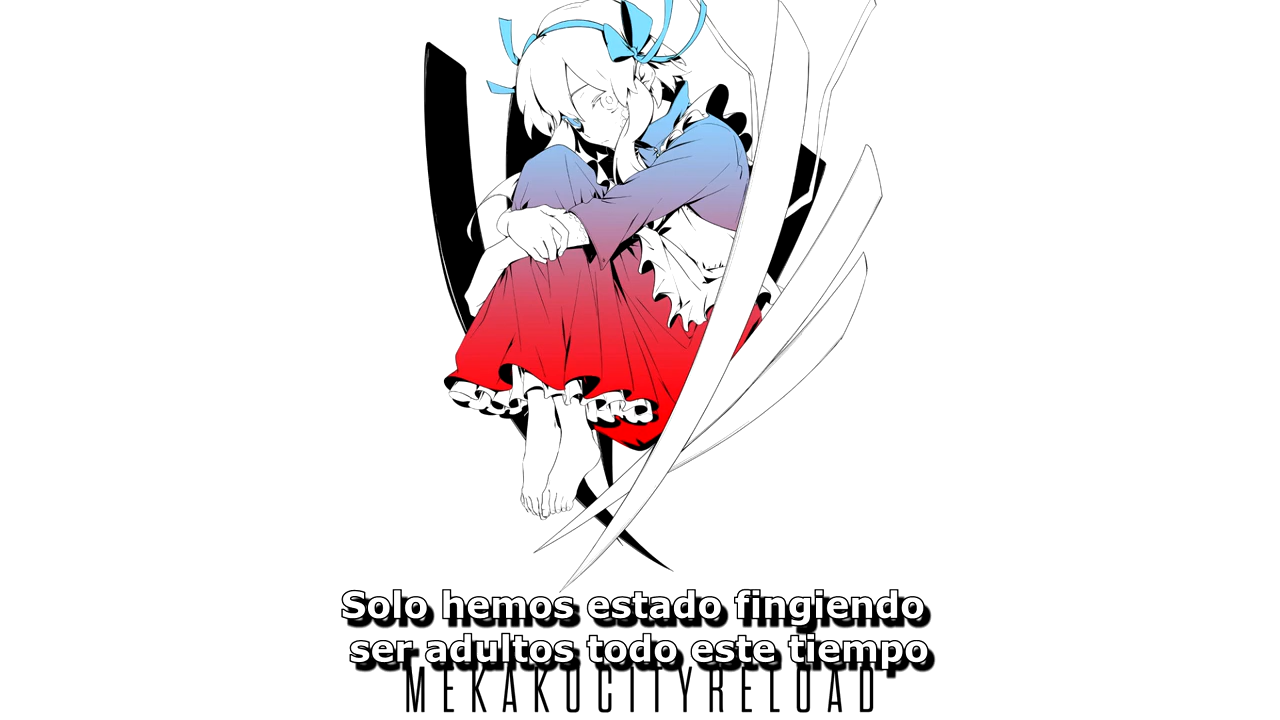 Solo hemos estado fingiendo
ser adultos todo este tiempo
MEKAKUCITYRELOAD